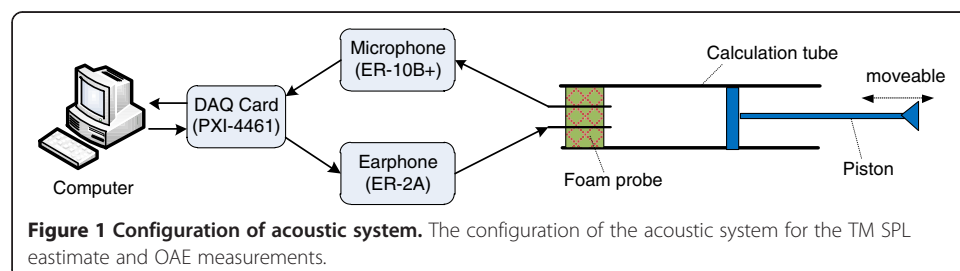 Microphone
(ER-10B+)
Calculation tube
moveable
DAQ Card
(PXI-4461)
Earphone
(ER-2A)
Computer
Foam probe
Piston
Figure 1 Configuration of acoustic system. The configuration of the acoustic system for the TM SPL
eastimate and OAE measurements.